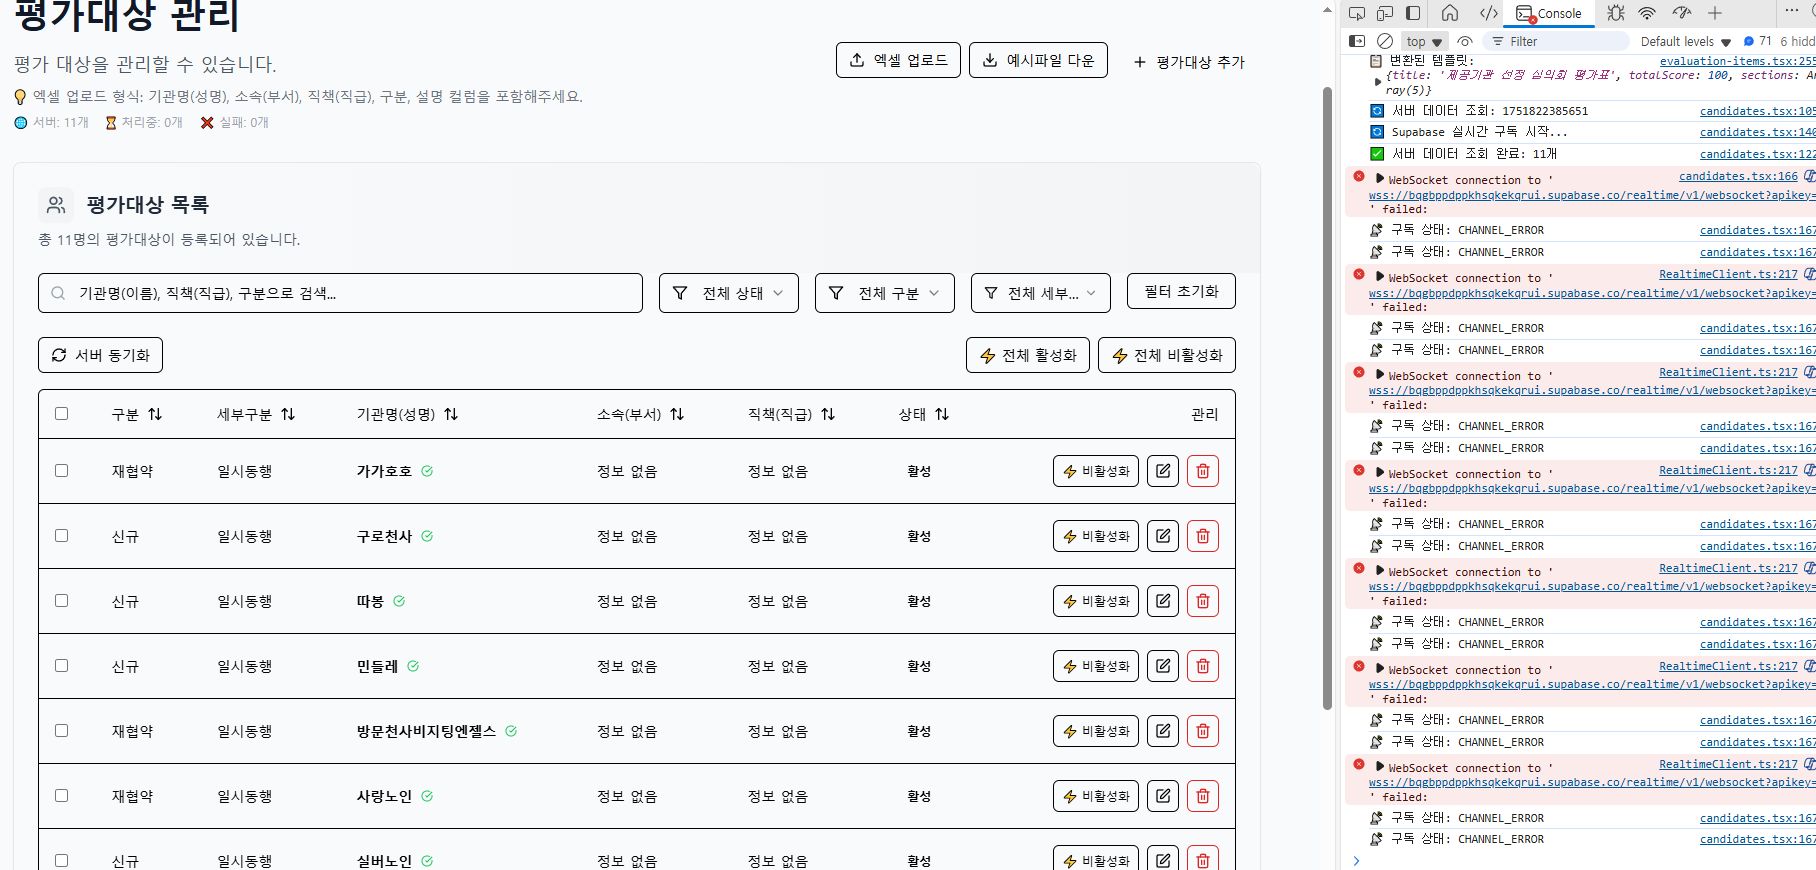 평가대상 관리
평가 대상을 관리할 수 있습니다.
엑셀 업로드 형식: 기관명(성명), 소속(부서), 직책(직급), 구분, 설명 컬럼을 포함해주세요.
서버: 11개 처리중: 0개 실패: 0개
엑셀 업로드 예시파일 다운 + 평가대상 추가
평가대상 목록
총 11명의 평가대상이 등록되어 있습니다.
기관명(이름), 직책(직급), 구분으로 검색... 전체 상태 전체 구분 전체 세부... 필터 초기화
서버 동기화 전체 활성화 전체 비활성화
구분 세부구분 기관명(성명) 소속(부서) 직책(직급) 상태 관리
재협약 일시동행 가가호호 정보 없음 정보 없음 활성 비활성화
신규 일시동행 구로천사 정보 없음 정보 없음 활성 비활성화
신규 일시동행 따봉 정보 없음 정보 없음 활성 비활성화
신규 일시동행 민들레 정보 없음 정보 없음 활성 비활성화
재협약 일시동행 방문천사비지팅엔젤스 정보 없음 정보 없음 활성 비활성화
재협약 일시동행 사랑노인 정보 없음 정보 없음 활성 비활성화
신규 일시동행 실버노인 정보 없음 정보 없음 활성 비활성화
Console
top Filter Default levels 71 6 hidd
변환된 템플릿: evaluation-items.tsx:255
{title: '제공기관 선정 심의회 평가표', totalScore: 100, sections: Ar
ray(5)}
서버 데이터 조회: 1751822385651 candidates.tsx:105
Supabase 실시간 구독 시작... candidates.tsx:140
서버 데이터 조회 완료: 11개 candidates.tsx:122
WebSocket connection to ' candidates.tsx:166
wss://bqgbppdppkhsqkekqrui.supabase.co/realtime/v1/websocket?apikey=
' failed:
구독 상태: CHANNEL_ERROR candidates.tsx:167
구독 상태: CHANNEL_ERROR candidates.tsx:167
WebSocket connection to ' RealtimeClient.ts:217
wss://bqgbppdppkhsqkekqrui.supabase.co/realtime/v1/websocket?apikey=
' failed:
구독 상태: CHANNEL_ERROR candidates.tsx:167
구독 상태: CHANNEL_ERROR candidates.tsx:167
WebSocket connection to ' RealtimeClient.ts:217
wss://bqgbppdppkhsqkekqrui.supabase.co/realtime/v1/websocket?apikey=
' failed:
구독 상태: CHANNEL_ERROR candidates.tsx:167
구독 상태: CHANNEL_ERROR candidates.tsx:167
WebSocket connection to ' RealtimeClient.ts:217
wss://bqgbppdppkhsqkekqrui.supabase.co/realtime/v1/websocket?apikey=
' failed:
구독 상태: CHANNEL_ERROR candidates.tsx:167
구독 상태: CHANNEL_ERROR candidates.tsx:167
WebSocket connection to ' RealtimeClient.ts:217
wss://bqgbppdppkhsqkekqrui.supabase.co/realtime/v1/websocket?apikey=
' failed:
구독 상태: CHANNEL_ERROR candidates.tsx:167
구독 상태: CHANNEL_ERROR candidates.tsx:167
WebSocket connection to ' RealtimeClient.ts:217
wss://bqgbppdppkhsqkekqrui.supabase.co/realtime/v1/websocket?apikey=
' failed:
구독 상태: CHANNEL_ERROR candidates.tsx:167
구독 상태: CHANNEL_ERROR candidates.tsx:167
WebSocket connection to ' RealtimeClient.ts:217
wss://bqgbppdppkhsqkekqrui.supabase.co/realtime/v1/websocket?apikey=
' failed:
구독 상태: CHANNEL_ERROR candidates.tsx:167
구독 상태: CHANNEL_ERROR candidates.tsx:167